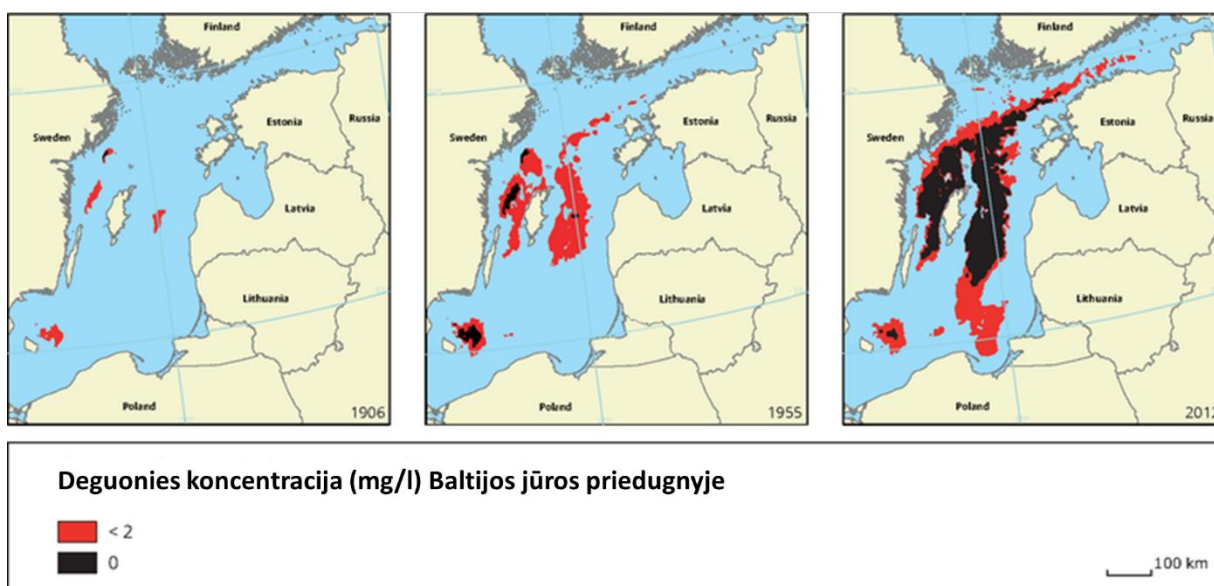 Finland
Sweden
Estonia
Russia
Latvia
Lithuania
Poland
1906
Finland
Sweden
Estonia
Russia
Latvia
Lithuania
Poland
1955
Finland
Sweden
Estonia
Russia
Latvia
Lithuania
Poland
2012
Deguonies koncentracija (mg/l) Baltijos jūros priedugnyje
< 2
0
100 km